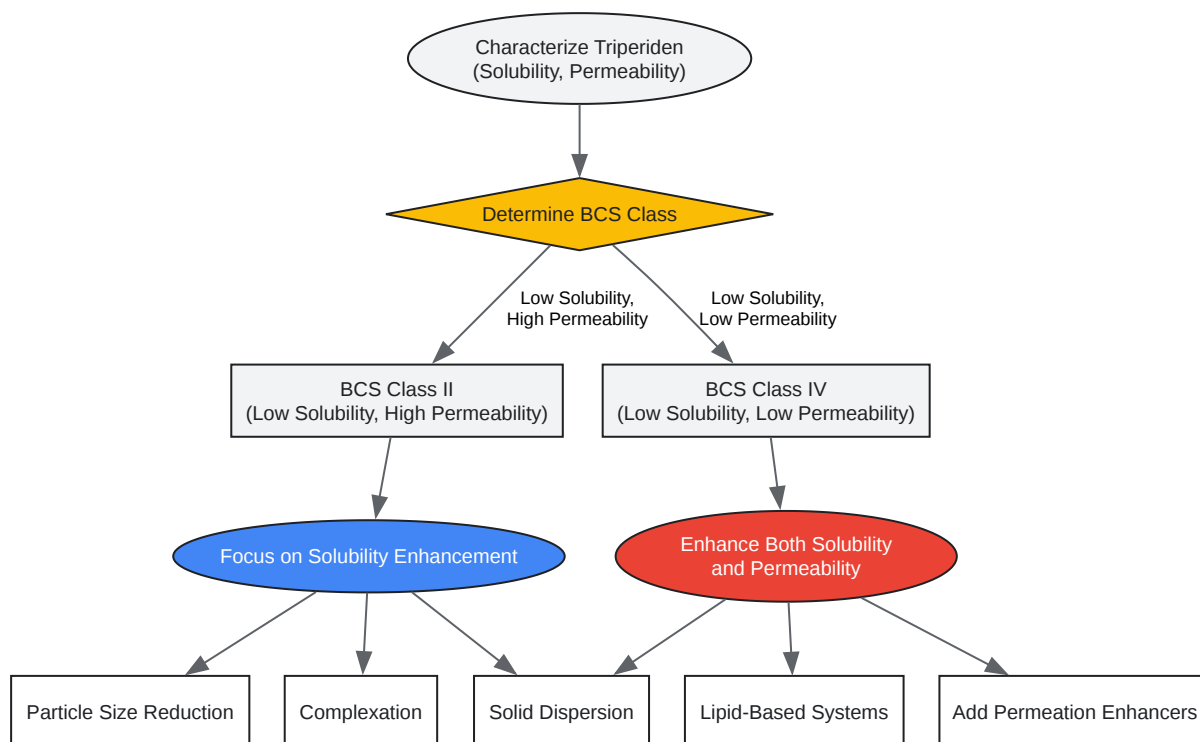 Characterize Triperiden
(Solubility, Permeability)
Determine BCS Class
Low Solubility,
High Permeability
Low Solubility,
Low Permeability
BCS Class II
(Low Solubility, High Permeability)
BCS Class IV
(Low Solubility, Low Permeability)
Focus on Solubility Enhancement
Enhance Both Solubility
and Permeability
Particle Size Reduction
Complexation
Solid Dispersion
Lipid-Based Systems
Add Permeation Enhancers